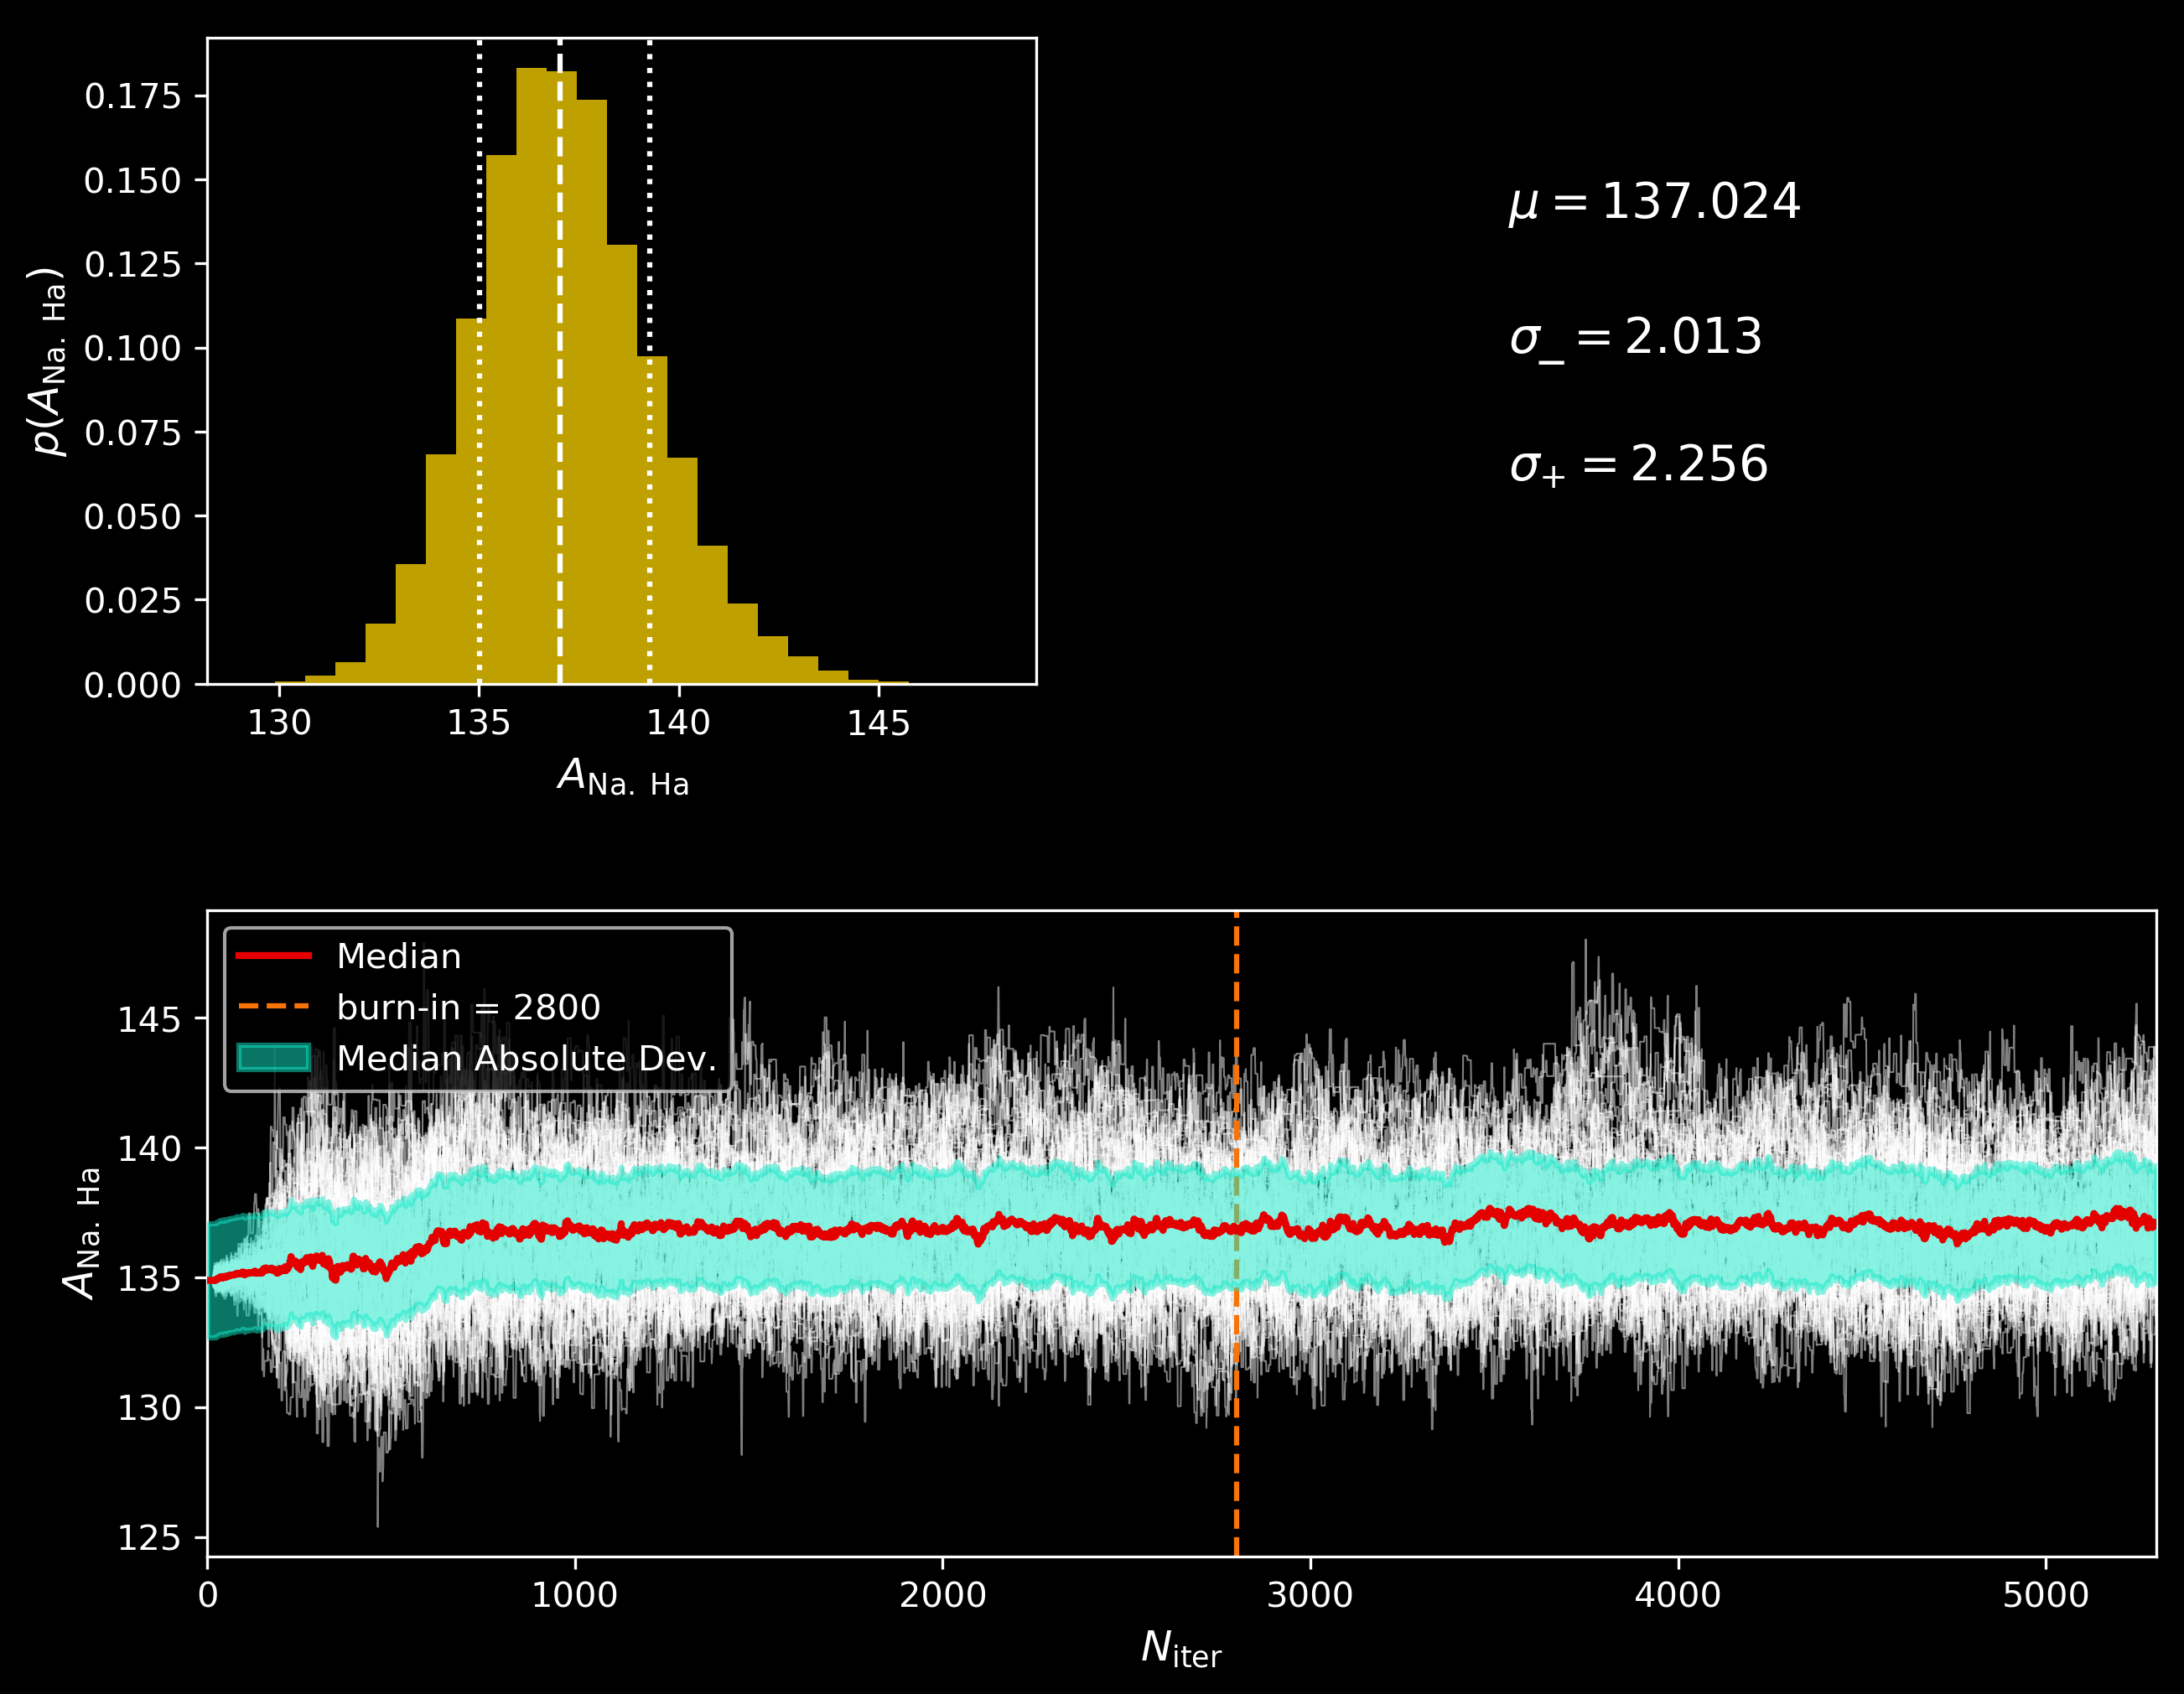 0.175
0.150
0.125
0.100
0.075
0.050
0.025
0.000
p(A_Na. Ha)
130 135 140 145
A_Na. Ha
μ = 137.024
σ_− = 2.013
σ_+ = 2.256
Median
burn-in = 2800
Median Absolute Dev.
145
140
135
130
125
A_Na. Ha
0 1000 2000 3000 4000 5000
N_iter